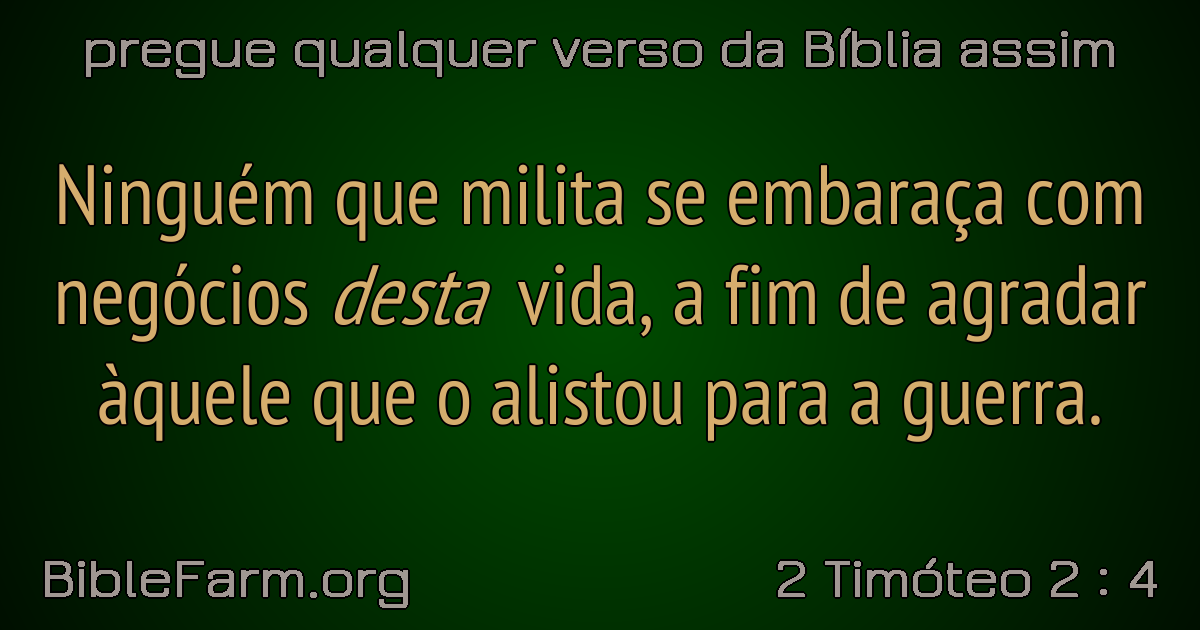 pregue qualquer verso da Bíblia assim
Ninguém que milita se embaraça com
negócios desta vida, a fim de agradar
àquele que o alistou para a guerra.
BibleFarm.org
2 Timóteo 2 : 4